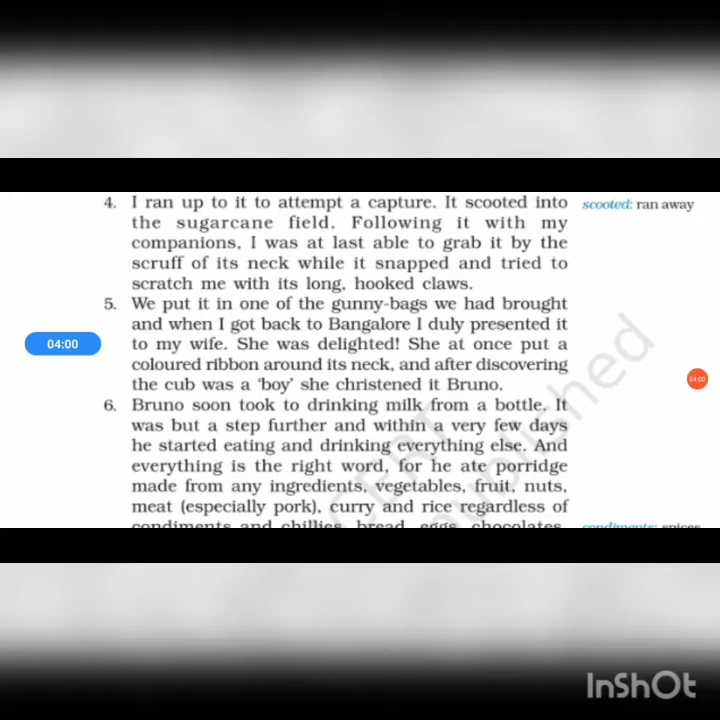 4. I ran up to it to attempt a capture. It scooted into
the sugarcane field. Following it with my
companions, I was at last able to grab it by the
scruff of its neck while it snapped and tried to
scratch me with its long, hooked claws.
scooted: ran away
5. We put it in one of the gunny-bags we had brought
and when I got back to Bangalore I duly presented it
to my wife. She was delighted! She at once put a
coloured ribbon around its neck, and after discovering
the cub was a ‘boy’ she christened it Bruno.
6. Bruno soon took to drinking milk from a bottle. It
was but a step further and within a very few days
he started eating and drinking everything else. And
everything is the right word, for he ate porridge
made from any ingredients, vegetables, fruit, nuts,
meat (especially pork), curry and rice regardless of
condiments and chillies, bread, eggs, chocolates,
condiments: spices
04:00
04:00
InShOt